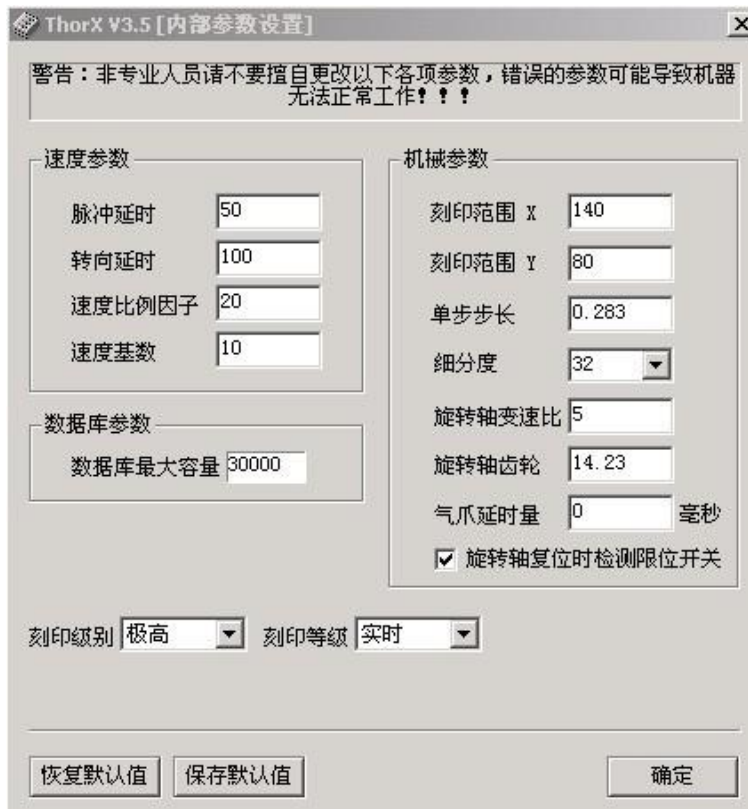 ThorX V3.5 [内部参数设置]
警告：非专业人员请不要擅自更改以下各项参数，错误的参数可能导致机器
无法正常工作！！！
速度参数
脉冲延时 50
转向延时 100
速度比例因子 20
速度基数 10
数据库参数
数据库最大容量 30000
机械参数
刻印范围 X 140
刻印范围 Y 80
单步步长 0.283
细分度 32
旋转轴变速比 5
旋转轴齿轮 14.23
气爪延时量 0 毫秒
旋转轴复位时检测限位开关
刻印级别 极高 刻印等级 实时
恢复默认值 保存默认值 确定